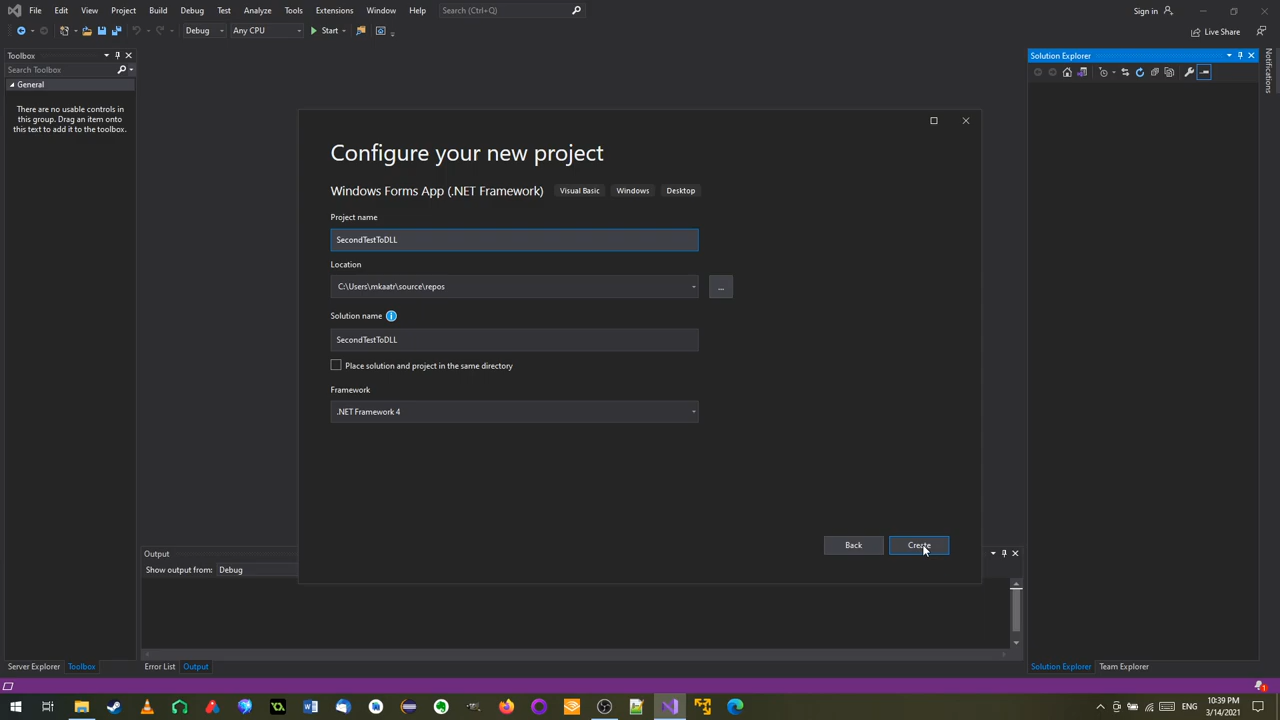 File Edit View Project Build Debug Test Analyze Tools Extensions Window Help Search (Ctrl+Q) Sign in
Debug Any CPU Start Live Share
Toolbox
Search Toolbox
General
There are no usable controls in
this group. Drag an item onto
this text to add it to the toolbox.
Configure your new project
Windows Forms App (.NET Framework) Visual Basic Windows Desktop
Project name
SecondTestToDLL
Location
C:\Users\mkaatr\source\repos
...
Solution name
SecondTestToDLL
Place solution and project in the same directory
Framework
.NET Framework 4
Back Create
Output
Show output from: Debug
Solution Explorer
Notifications
Server Explorer Toolbox Error List Output Solution Explorer Team Explorer
1
10:39 PM
3/14/2021